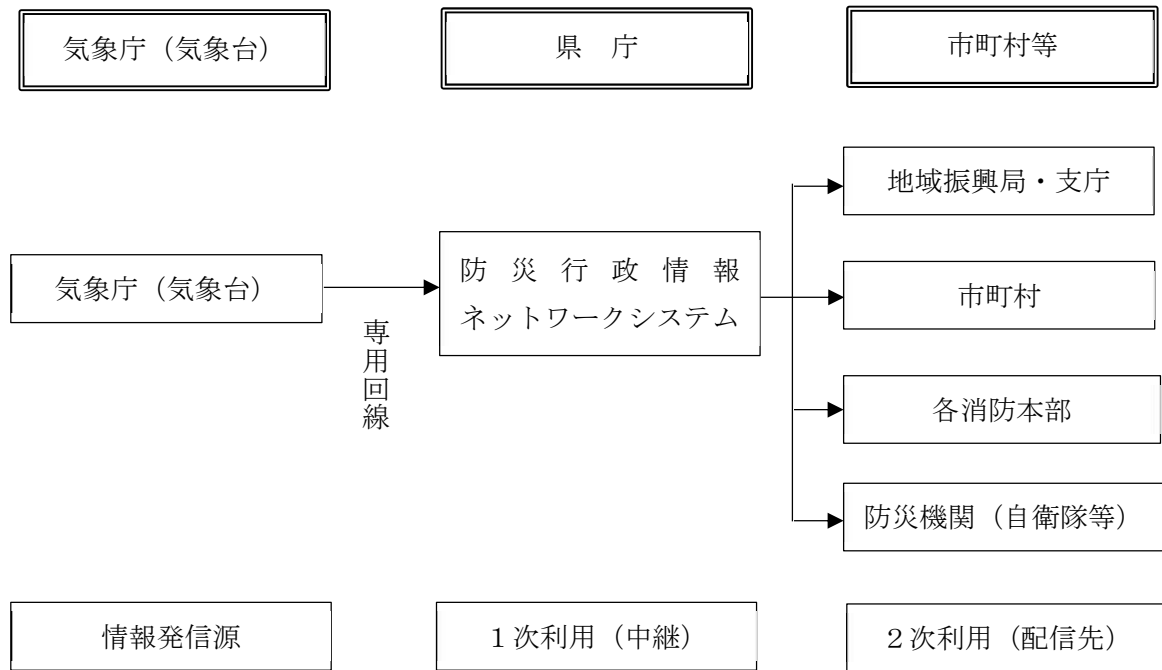 気象庁（気象台）
県　庁
市町村等
地域振興局・支庁
気象庁（気象台）
防災行政情報
ネットワークシステム
市町村
専用回線
各消防本部
防災機関（自衛隊等）
情報発信源
１次利用（中継）
２次利用（配信先）